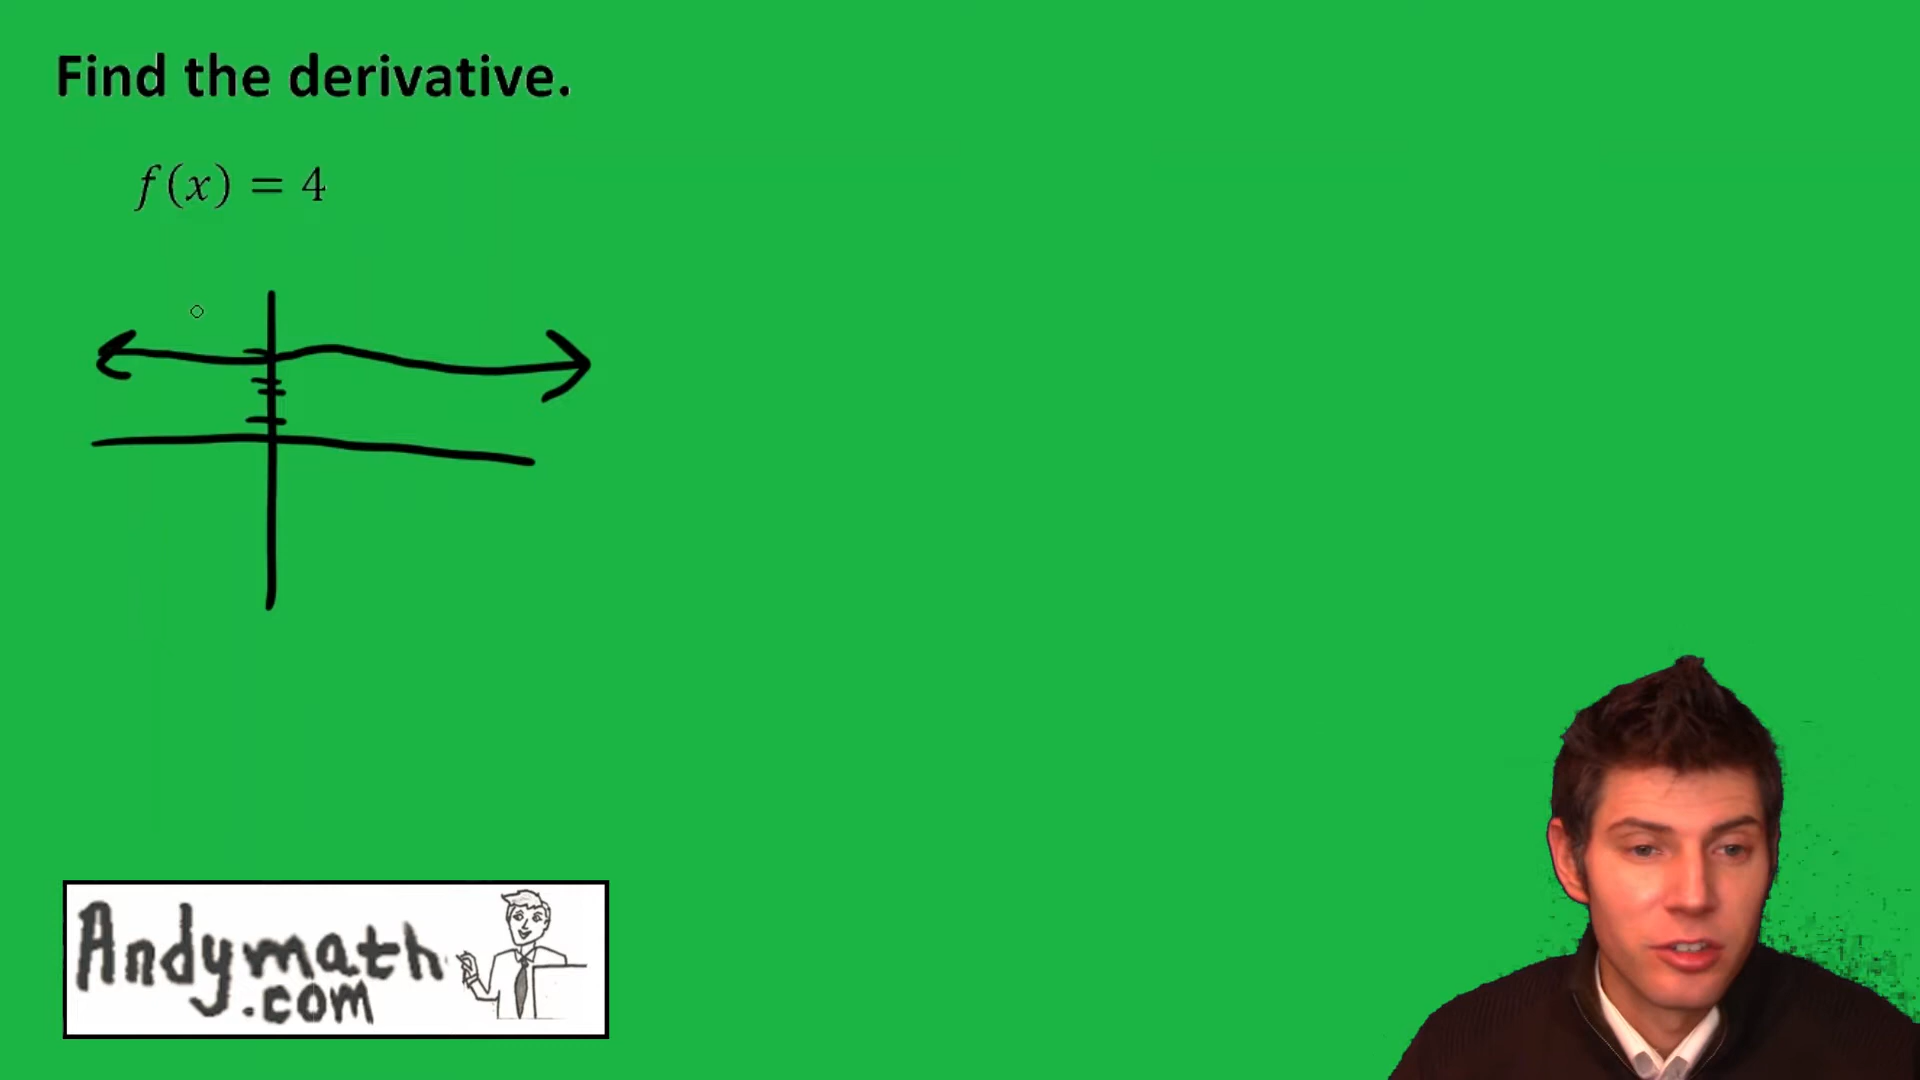 Find the derivative.
f(x) = 4
Andymath
.com